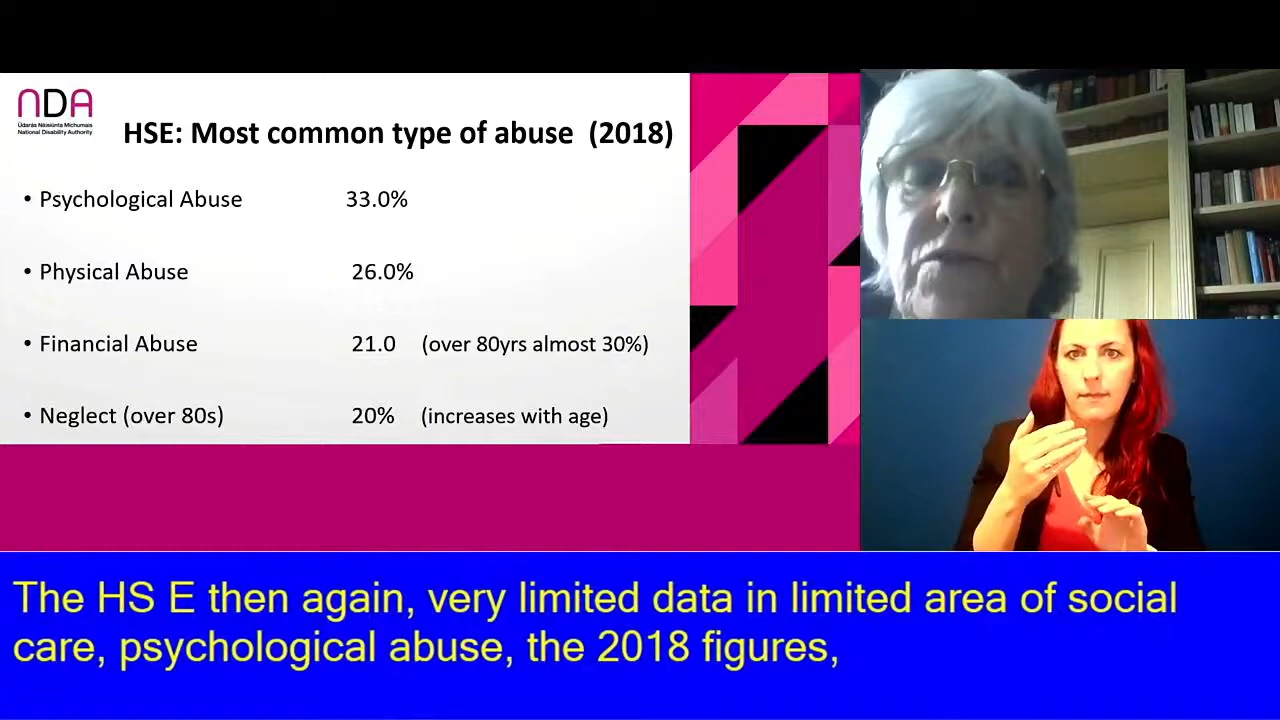 NDA
Údarás Náisiúnta Míchumais
National Disability Authority
HSE: Most common type of abuse (2018)
• Psychological Abuse 33.0%
• Physical Abuse 26.0%
• Financial Abuse 21.0 (over 80yrs almost 30%)
• Neglect (over 80s) 20% (increases with age)
The HS E then again, very limited data in limited area of social
care, psychological abuse, the 2018 figures,